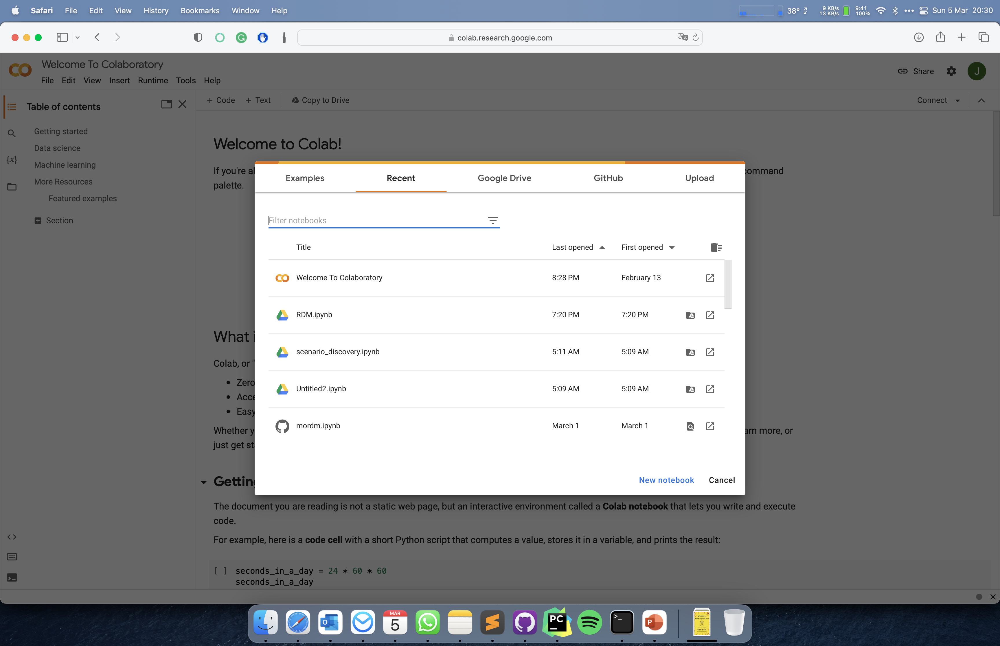 Safari File Edit View History Bookmarks Window Help
38° 9 KB/s 13 KB/s 9:41 100% Sun 5 Mar 20:30
colab.research.google.com
Welcome To Colaboratory
File Edit View Insert Runtime Tools Help
Share
J
Table of contents
Getting started
Data science
Machine learning
More Resources
Featured examples
Section
+ Code + Text Copy to Drive
Connect
Welcome to Colab!
If you're al
ommand
palette.
Examples Recent Google Drive GitHub Upload
Filter notebooks
Title Last opened First opened
Welcome To Colaboratory 8:28 PM February 13
RDM.ipynb 7:20 PM 7:20 PM
scenario_discovery.ipynb 5:11 AM 5:09 AM
Untitled2.ipynb 5:09 AM 5:09 AM
mordm.ipynb March 1 March 1
New notebook Cancel
What i
Colab, or "
Zero
Acce
Easy
Whether y
arn more, or
just get st
Getting
The document you are reading is not a static web page, but an interactive environment called a Colab notebook that lets you write and execute
code.
For example, here is a code cell with a short Python script that computes a value, stores it in a variable, and prints the result:
[ ] seconds_in_a_day = 24 * 60 * 60
seconds_in_a_day
MAR
5
PC
P